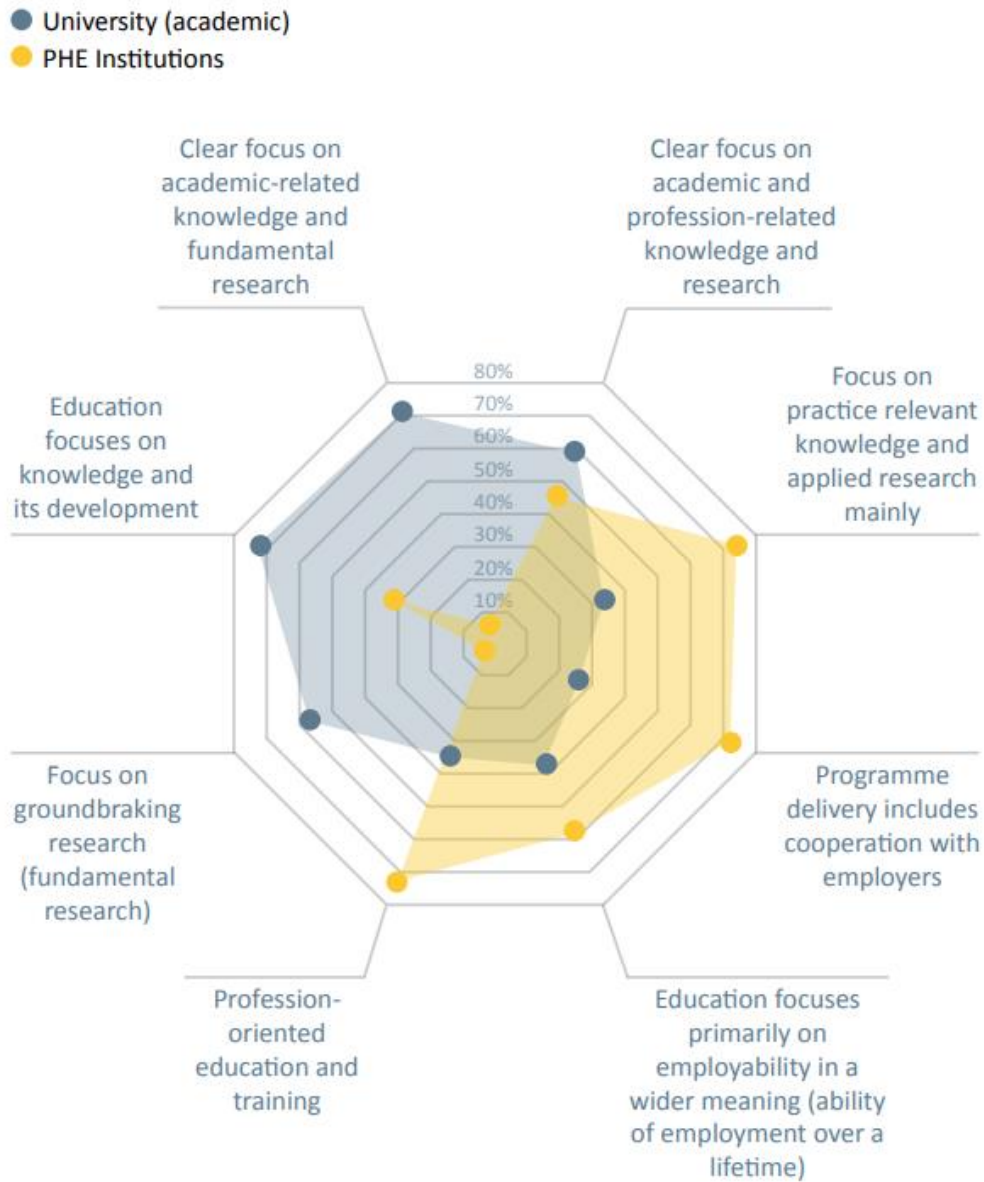 University (academic)
PHE Institutions
Clear focus on
academic-related
knowledge and
fundamental
research
Clear focus on
academic and
profession-related
knowledge and
research
80%
70%
60%
50%
40%
30%
20%
10%
Focus on
practice relevant
knowledge and
applied research
mainly
Education
focuses on
knowledge and
its development
Focus on
groundbraking
research
(fundamental
research)
Programme
delivery includes
cooperation with
employers
Profession-
oriented
education and
training
Education focuses
primarily on
employability in a
wider meaning (ability
of employment over a
lifetime)